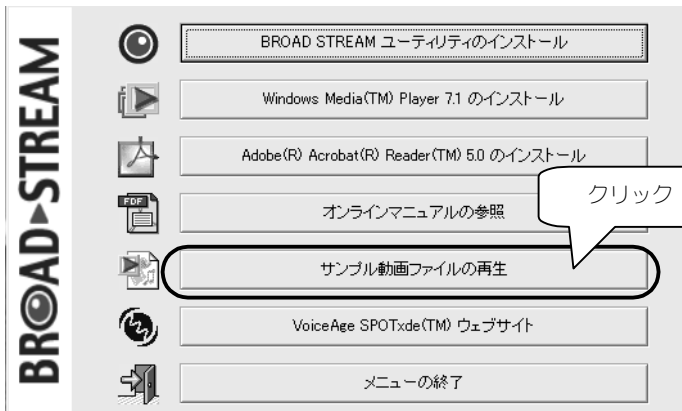 BROAD STREAM
BROAD STREAM ユーティリティのインストール
Windows Media(TM) Player 7.1 のインストール
Adobe(R) Acrobat(R) Reader(TM) 5.0 のインストール
クリック
PDF
オンラインマニュアルの参照
サンプル動画ファイルの再生
VoiceAge SPOTxde(TM) ウェブサイト
メニューの終了